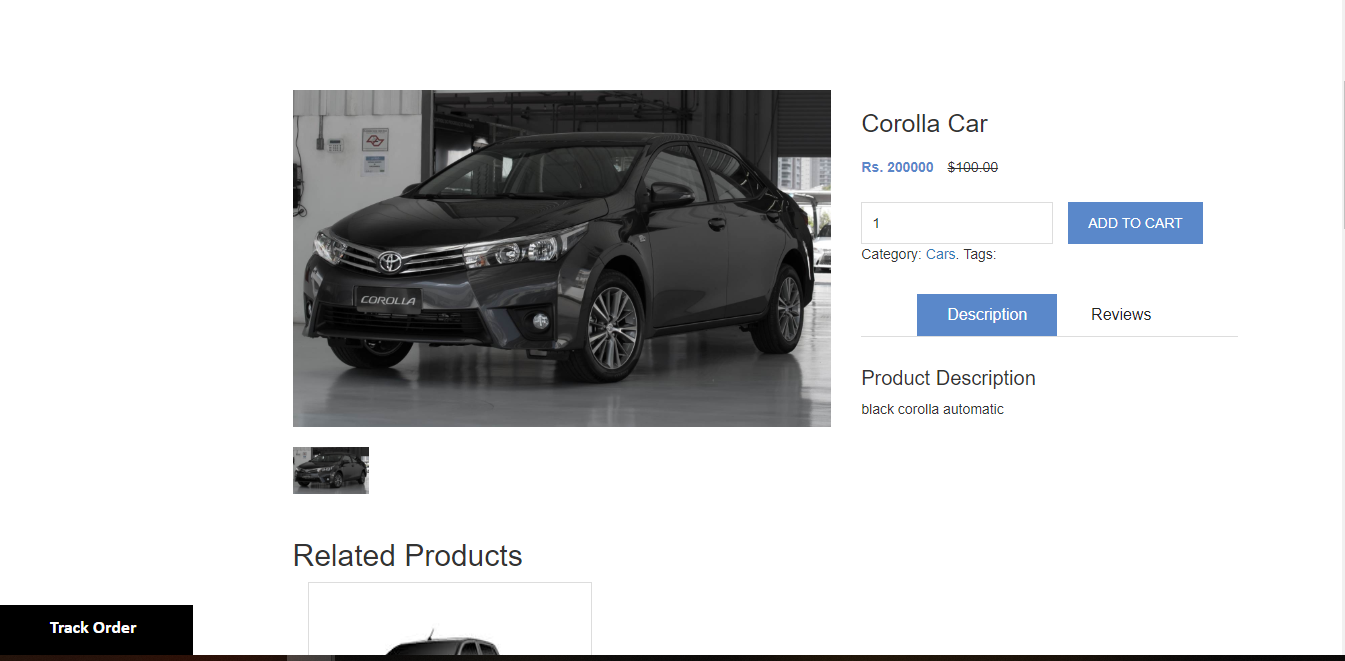 Corolla Car
Rs. 200000 $100.00
1
ADD TO CART
Category: Cars. Tags:
Description
Reviews
Product Description
black corolla automatic
COROLLA
Related Products
Track Order